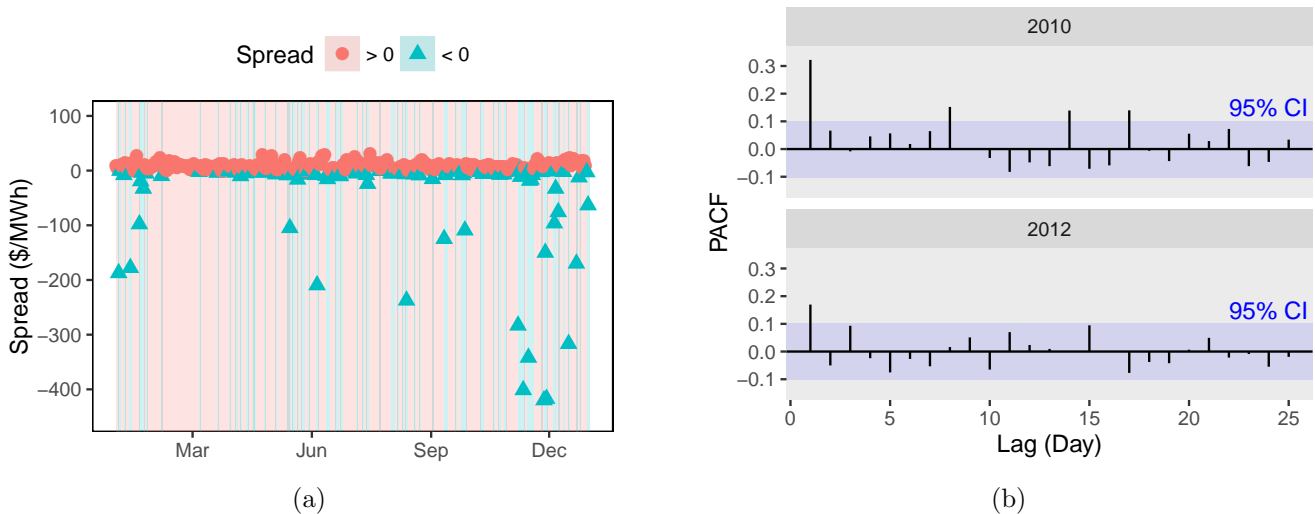 Spread > 0 < 0
Spread ($/MWh)
100
0
−100
−200
−300
−400
Mar Jun Sep Dec
(a)
2010
PACF
0.3
0.2
0.1
0.0
−0.1
95% CI
2012
0.3
0.2
0.1
0.0
−0.1
95% CI
0 5 10 15 20 25
Lag (Day)
(b)